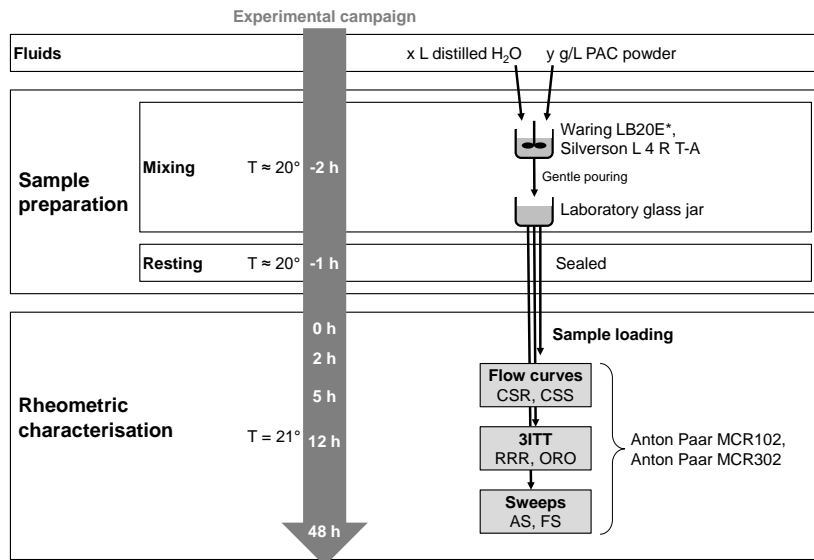 Experimental campaign
Fluids
x L distilled H₂O
y g/L PAC powder
Sample
preparation
Mixing
T ≈ 20°
-2 h
Waring LB20E*,
Silverson L 4 R T-A
Gentle pouring
Laboratory glass jar
Resting
T ≈ 20°
-1 h
Sealed
Rheometric
characterisation
T = 21°
0 h
2 h
5 h
12 h
48 h
Sample loading
Flow curves
CSR, CSS
3ITT
RRR, ORO
Sweeps
AS, FS
Anton Paar MCR102,
Anton Paar MCR302